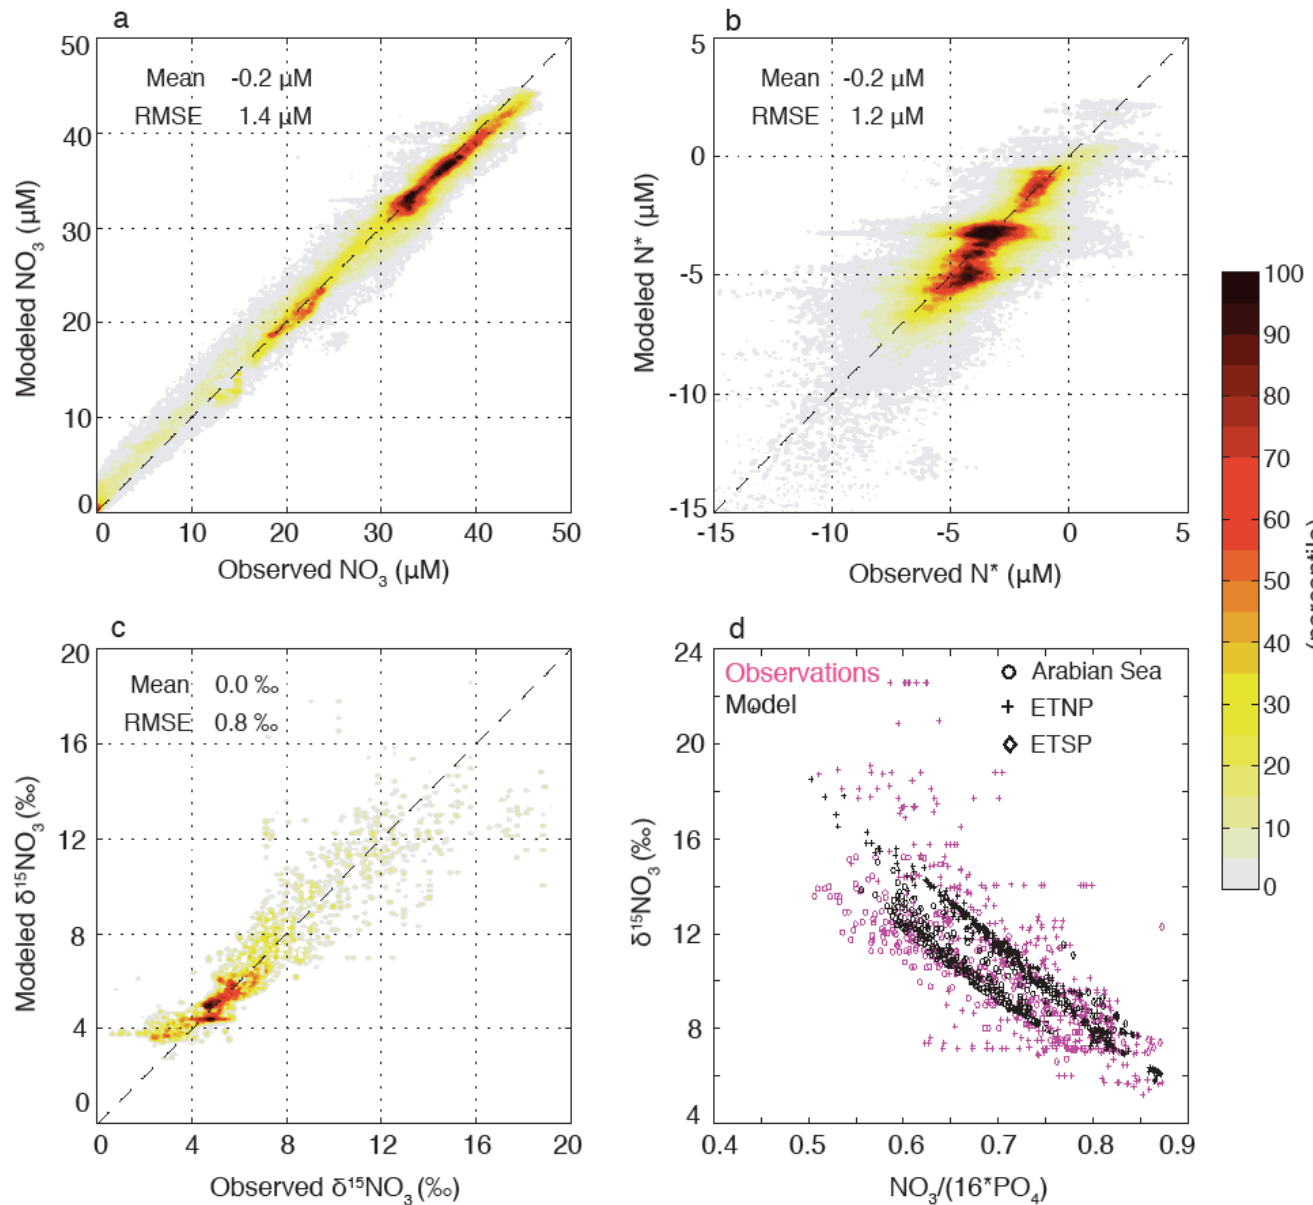 a
50
40
30
20
10
0
Mean -0.2 µM
RMSE 1.4 µM
Modeled NO3 (µM)
0 10 20 30 40 50
Observed NO3 (µM)
b
5
0
-5
-10
-15
Mean -0.2 µM
RMSE 1.2 µM
Modeled N* (µM)
-15 -10 -5 0 5
Observed N* (µM)
100
90
80
70
60
50
40
30
20
10
0
c
20
16
12
8
4
0
Mean 0.0 ‰
RMSE 0.8 ‰
Modeled δ¹⁵NO3 (‰)
0 4 8 12 16 20
Observed δ¹⁵NO3 (‰)
d
24
20
16
12
8
4
Observations
Model
Arabian Sea
ETNP
ETSP
δ¹⁵NO3 (‰)
0.4 0.5 0.6 0.7 0.8 0.9
NO3/(16*PO4)